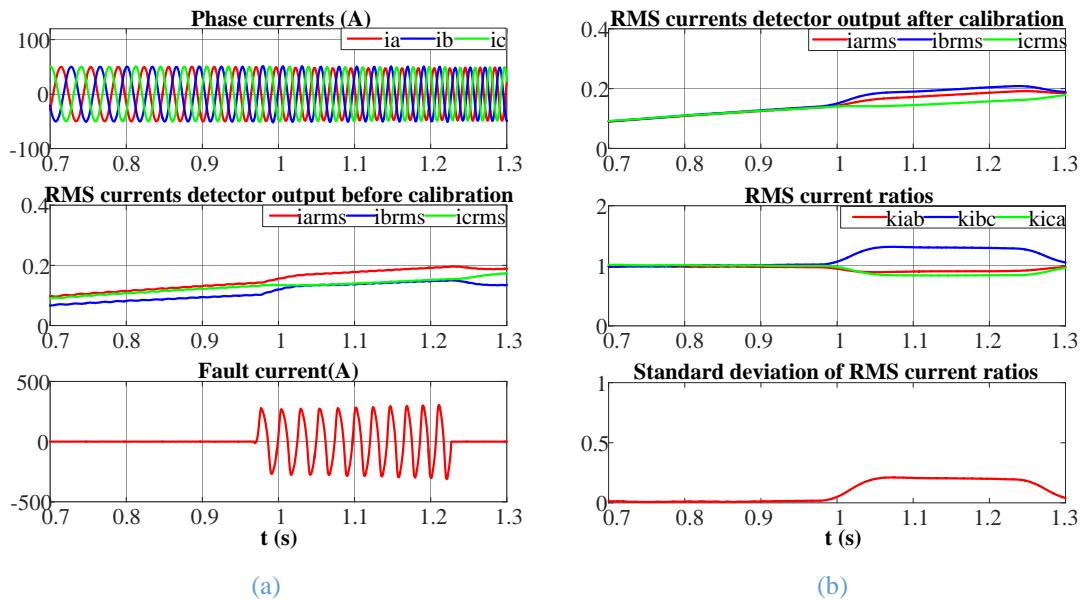 Phase currents (A)
ia ib ic
100
0
-100
0.7 0.8 0.9 1 1.1 1.2 1.3
RMS currents detector output before calibration
0.4
iarms ibrms icrms
0.2
0
0.7 0.8 0.9 1 1.1 1.2 1.3
Fault current(A)
500
0
-500
0.7 0.8 0.9 1 1.1 1.2 1.3
t (s)
(a)
RMS currents detector output after calibration
0.4
iarms ibrms icrms
0.2
0
0.7 0.8 0.9 1 1.1 1.2 1.3
RMS current ratios
2
kiab kibc kica
1
0
0.7 0.8 0.9 1 1.1 1.2 1.3
Standard deviation of RMS current ratios
1
0.5
0
0.7 0.8 0.9 1 1.1 1.2 1.3
t (s)
(b)